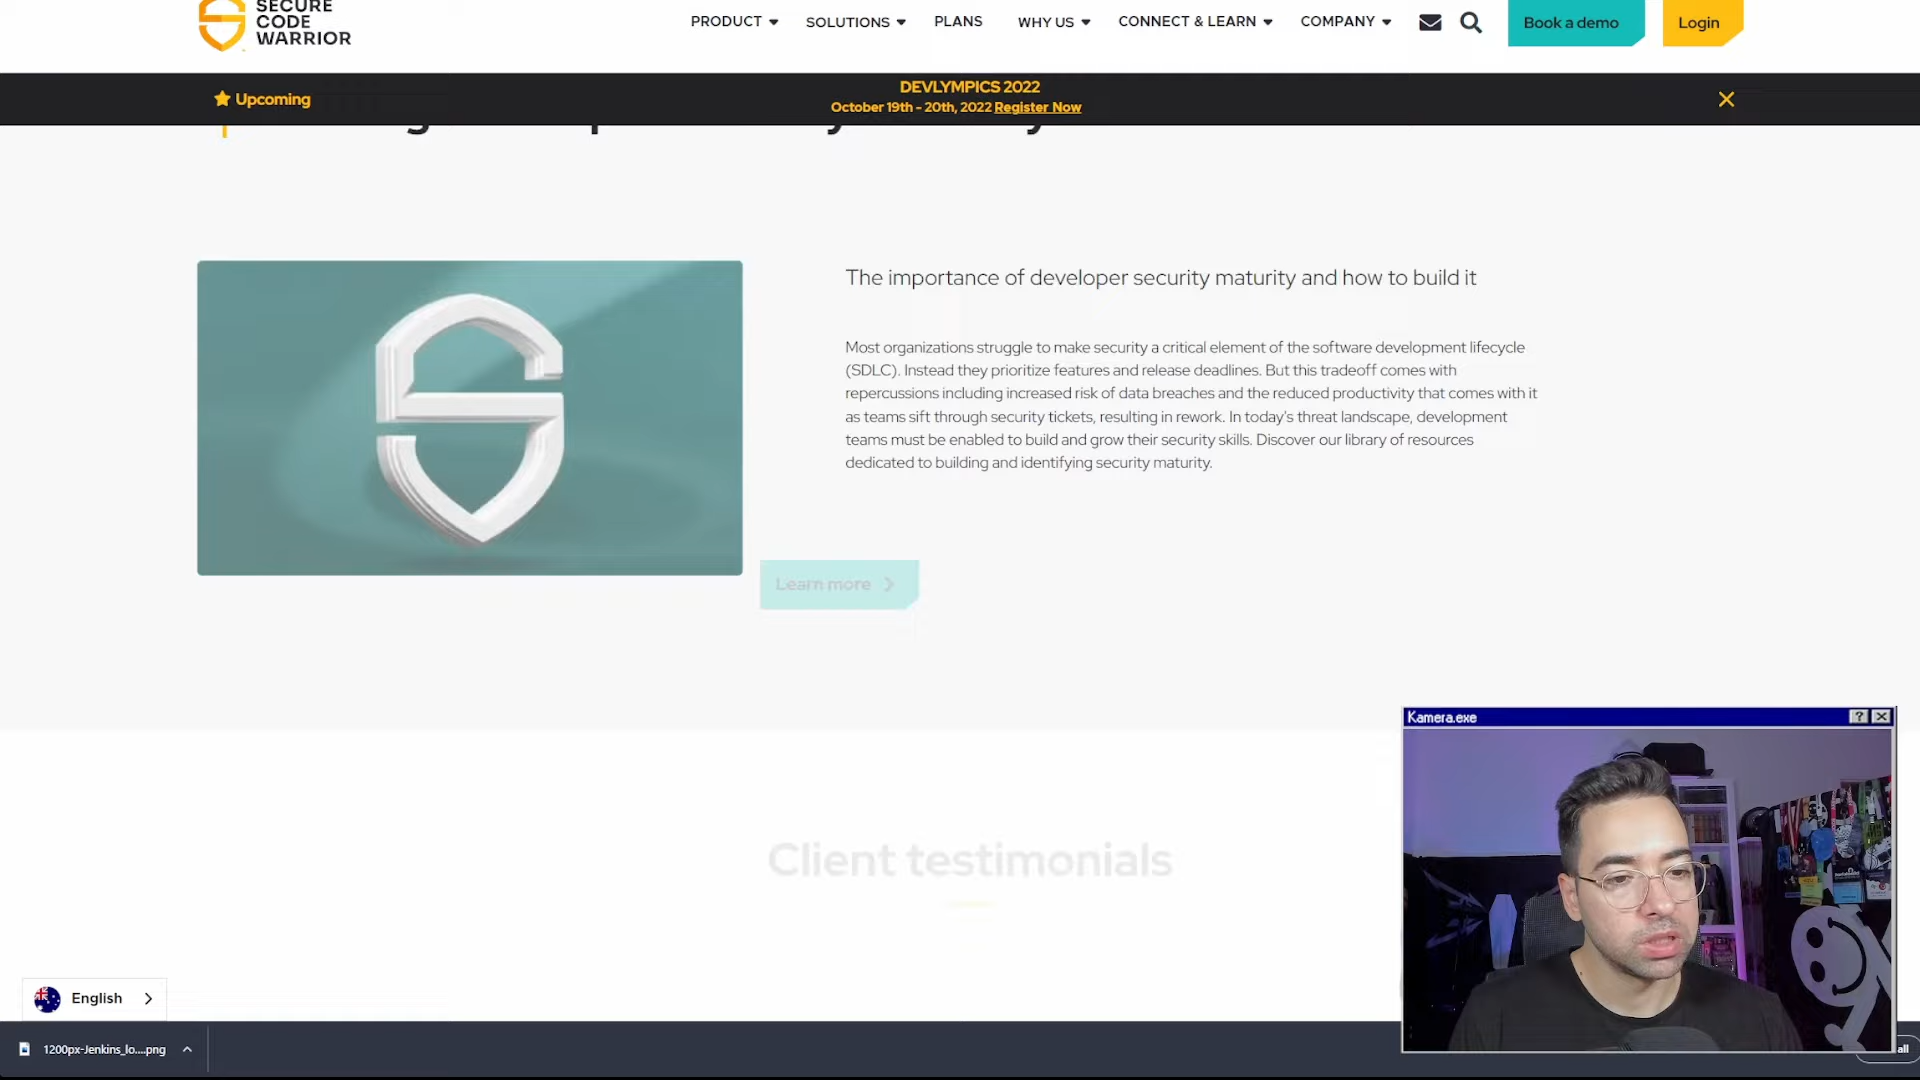 SECURE
CODE
WARRIOR
PRODUCT
SOLUTIONS
PLANS
WHY US
CONNECT & LEARN
COMPANY
Book a demo
Login
Upcoming
DEVLYMPICS 2022
October 19th - 20th, 2022 Register Now
The importance of developer security maturity and how to build it
Most organizations struggle to make security a critical element of the software development lifecycle
(SDLC). Instead they prioritize features and release deadlines. But this tradeoff comes with
repercussions including increased risk of data breaches and the reduced productivity that comes with it
as teams sift through security tickets, resulting in rework. In today's threat landscape, development
teams must be enabled to build and grow their security skills. Discover our library of resources
dedicated to building and identifying security maturity.
Learn more
Kamera.exe
Client testimonials
English
1200px-Jenkins_lo....png
all